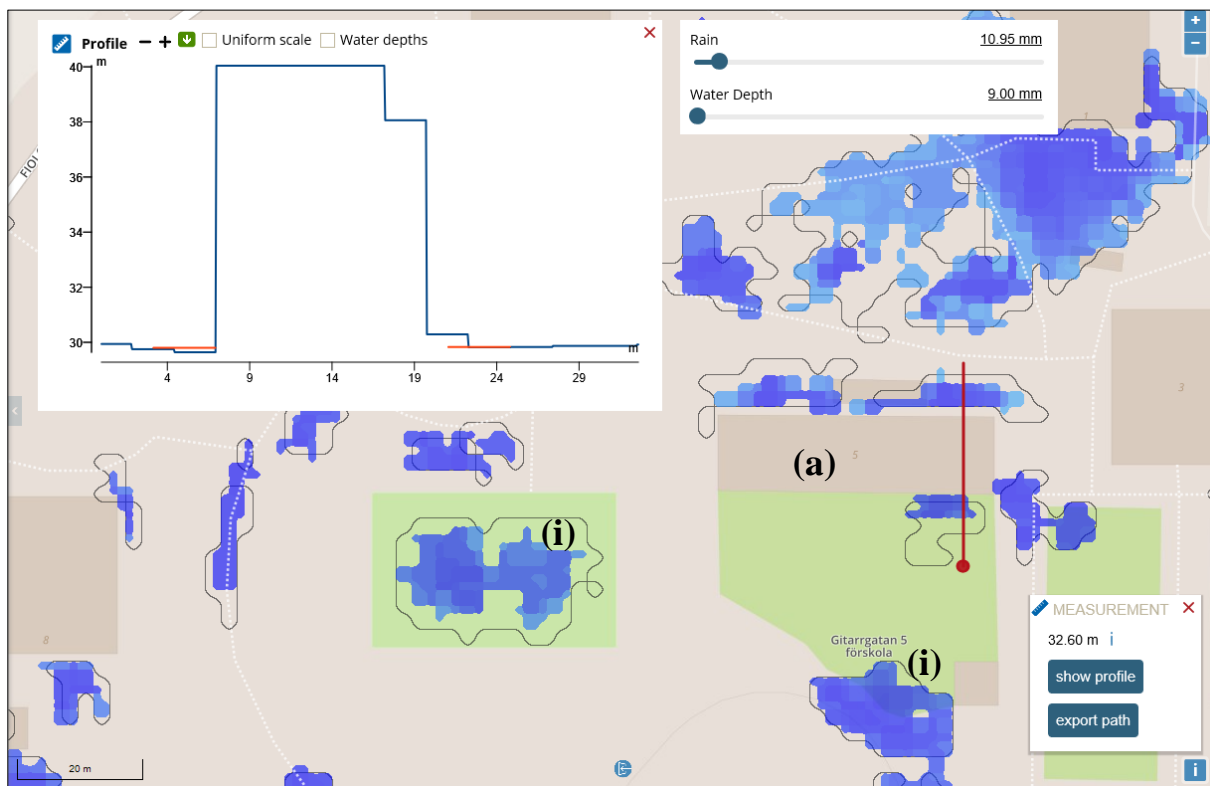 Profile − + Uniform scale Water depths
m
40
38
36
34
32
30
4 9 14 19 24 29 m
Rain 10.95 mm
Water Depth 9.00 mm
1
3
5
(a)
(i)
8
Gitarrgatan 5
förskola
(i)
MEASUREMENT
32.60 m i
show profile
export path
20 m
+
−
i